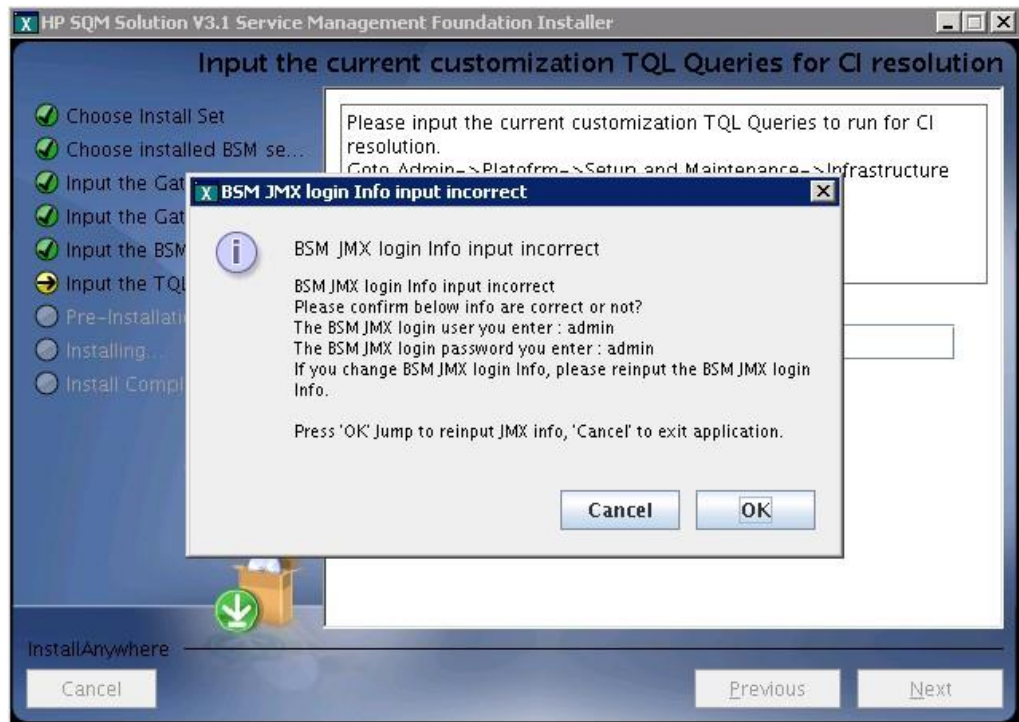 HP SQM Solution V3.1 Service Management Foundation Installer
Input the current customization TQL Queries for CI resolution
Choose Install Set
Choose installed BSM se...
Input the Gat
Input the Gat
Input the BSM
Input the TQL
Pre-Installati
Installing...
Install Compl
Please input the current customization TQL Queries to run for CI
resolution.
Goto Admin->Platofrm->Setup and Maintenance->Infrastructure
BSM JMX login Info input incorrect
BSM JMX login Info input incorrect
BSM JMX login Info input incorrect
Please confirm below info are correct or not?
The BSM JMX login user you enter : admin
The BSM JMX login password you enter : admin
If you change BSM JMX login Info, please reinput the BSM JMX login
Info.
Press 'OK' Jump to reinput JMX info, 'Cancel' to exit application.
Cancel
OK
InstallAnywhere
Cancel
Previous
Next